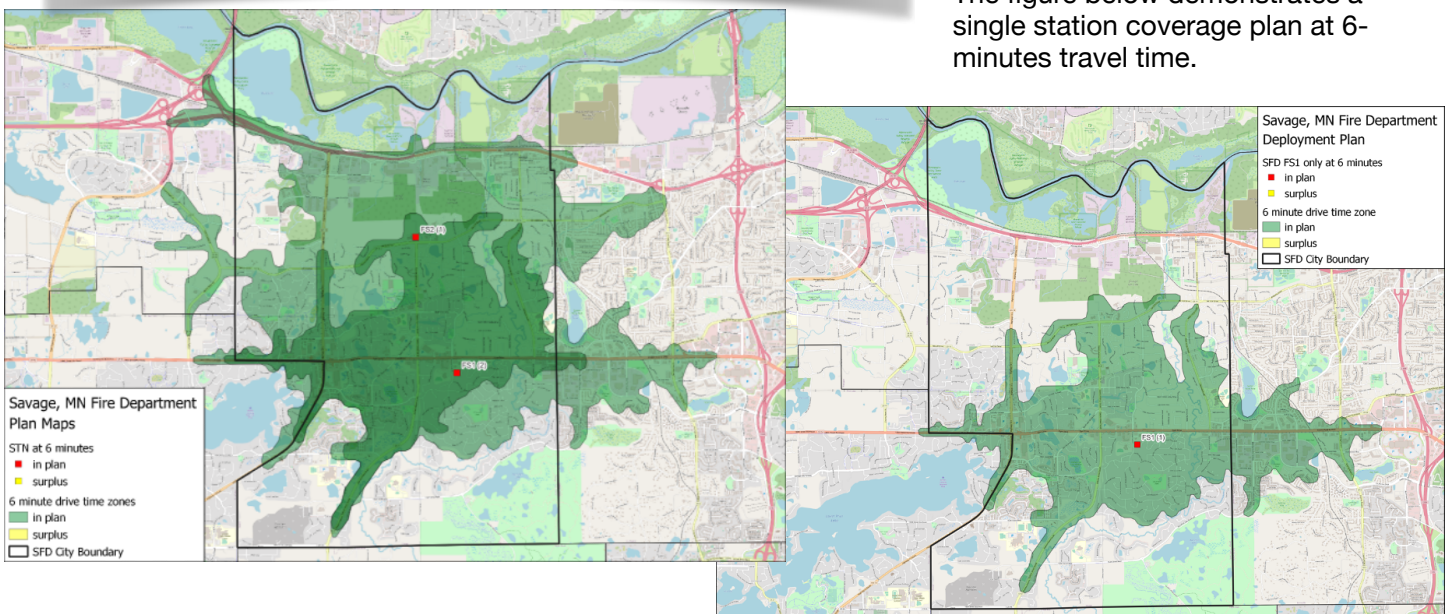 The figure below demonstrates a
single station coverage plan at 6-
minutes travel time.
FS2 (1)
FS1 (2)
Savage, MN Fire Department
Plan Maps
STN at 6 minutes
in plan
surplus
6 minute drive time zones
in plan
surplus
SFD City Boundary
Savage, MN Fire Department
Deployment Plan
SFD FS1 only at 6 minutes
in plan
surplus
6 minute drive time zone
in plan
surplus
SFD City Boundary
FS1 (1)